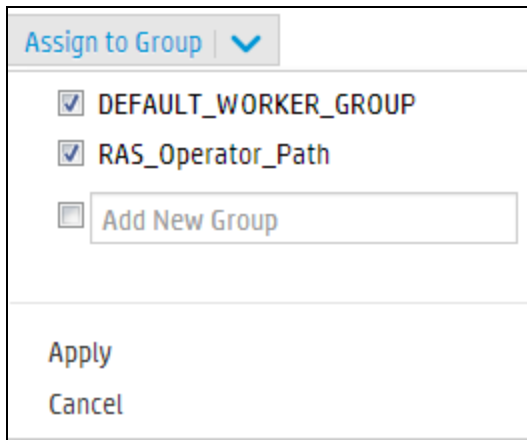 Assign to Group
DEFAULT_WORKER_GROUP
RAS_Operator_Path
Add New Group
Apply
Cancel